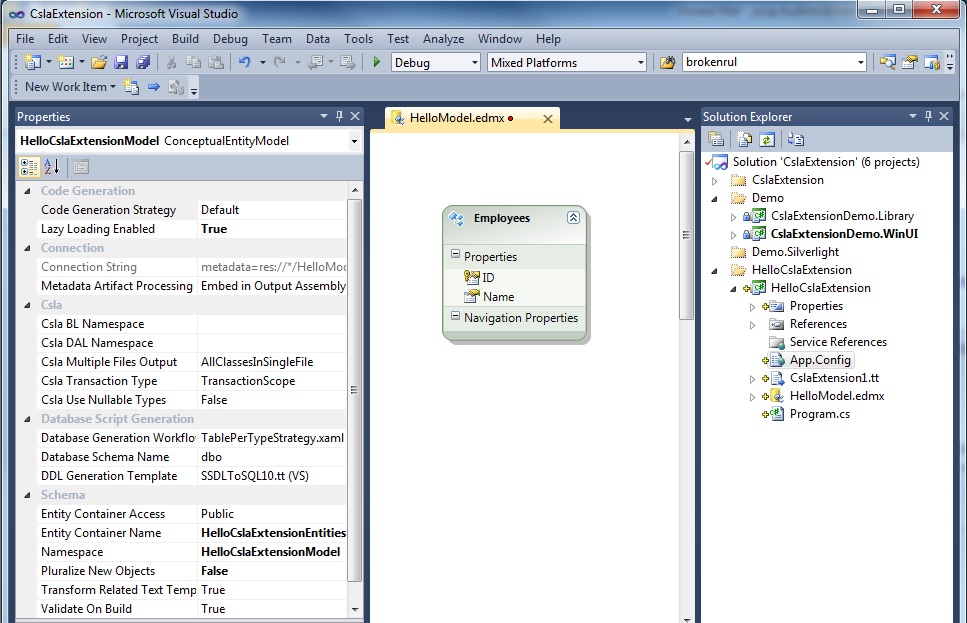 CslaExtension - Microsoft Visual Studio
File Edit View Project Build Debug Team Data Tools Test Analyze Window Help
Debug Mixed Platforms brokenrul
New Work Item
Properties
HelloCslaExtensionModel ConceptualEntityModel
Code Generation
Code Generation Strategy Default
Lazy Loading Enabled True
Connection
Connection String metadata=res://*/HelloMo
Metadata Artifact Processing Embed in Output Assembly
Csla
Csla BL Namespace
Csla DAL Namespace
Csla Multiple Files Output AllClassesInSingleFile
Csla Transaction Type TransactionScope
Csla Use Nullable Types False
Database Script Generation
Database Generation Workflo TablePerTypeStrategy.xaml
Database Schema Name dbo
DDL Generation Template SSDLToSQL10.tt (VS)
Schema
Entity Container Access Public
Entity Container Name HelloCslaExtensionEntities
Namespace HelloCslaExtensionModel
Pluralize New Objects False
Transform Related Text Temp True
Validate On Build True
HelloModel.edmx
Employees
Properties
ID
Name
Navigation Properties
Solution Explorer
Solution 'CslaExtension' (6 projects)
CslaExtension
Demo
CslaExtensionDemo.Library
CslaExtensionDemo.WinUI
Demo.Silverlight
HelloCslaExtension
HelloCslaExtension
Properties
References
Service References
App.Config
CslaExtension1.tt
HelloModel.edmx
Program.cs